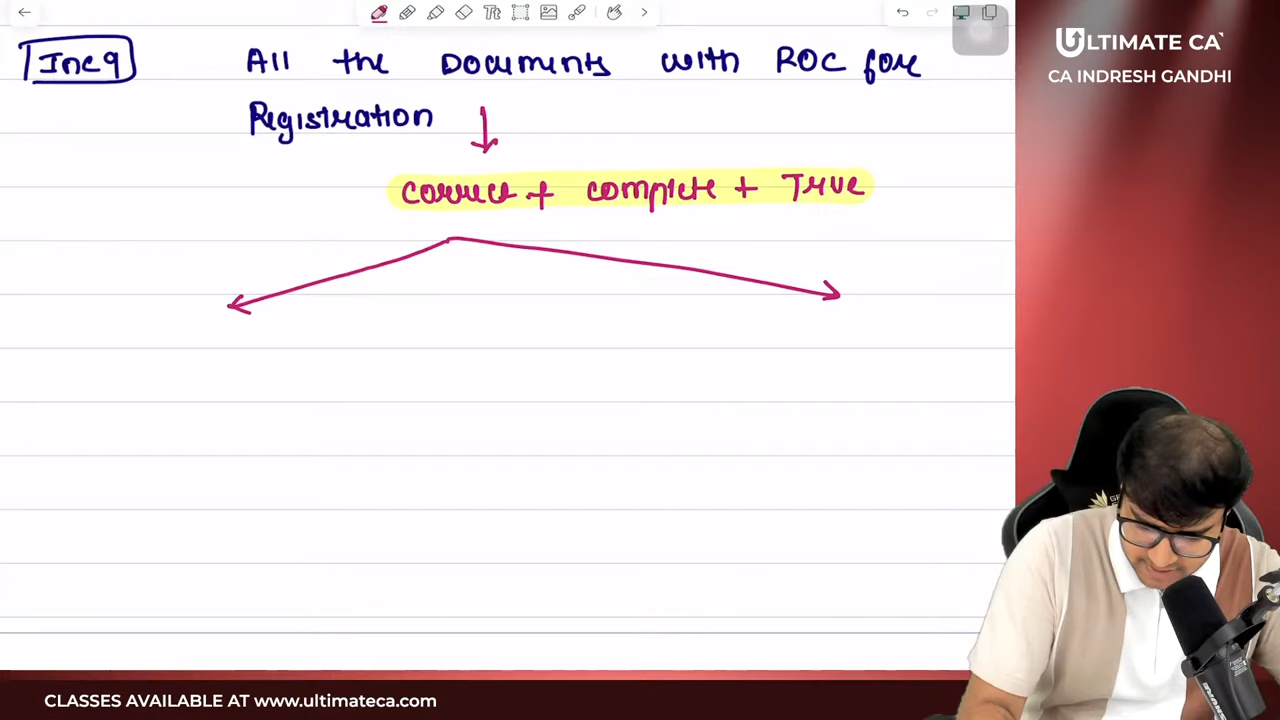 Inc 9 All the Documents with ROC for
Registration
correct + complete + True
ULTIMATE CA
CA INDRESH GANDHI
CLASSES AVAILABLE AT www.ultimateca.com